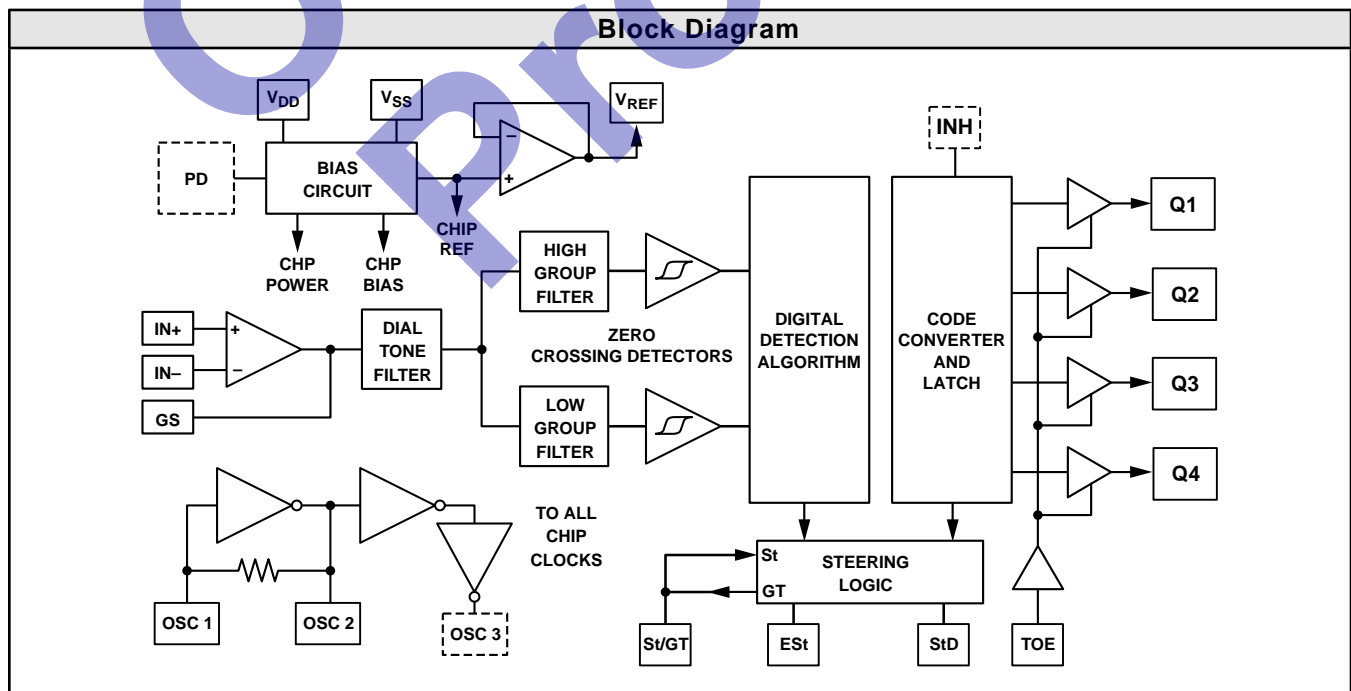 Block Diagram
VDD
VSS
VREF
INH
PD
BIAS
CIRCUIT
−
+
CHIP
REF
CHP
POWER
CHP
BIAS
Q1
Q2
Q3
Q4
HIGH
GROUP
FILTER
IN+
IN−
GS
+
−
DIAL
TONE
FILTER
ZERO
CROSSING DETECTORS
LOW
GROUP
FILTER
DIGITAL
DETECTION
ALGORITHM
CODE
CONVERTER
AND
LATCH
TO ALL
CHIP
CLOCKS
OSC 1
OSC 2
OSC 3
St
GT
STEERING
LOGIC
St/GT
ESt
StD
TOE